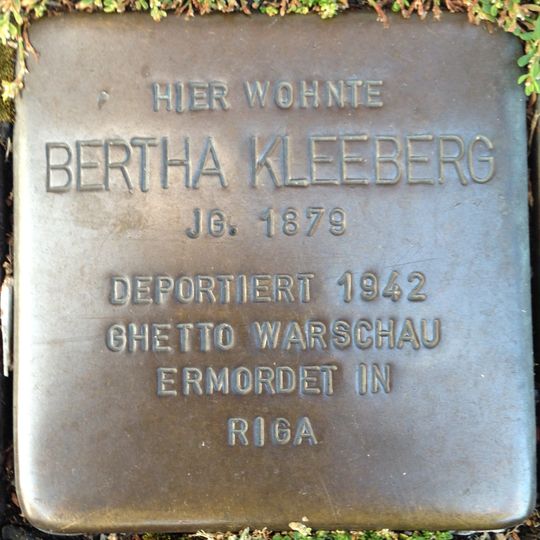 HIER WOHNTE
BERTHA KLEEBERG
JG. 1879
DEPORTIERT 1942
GHETTO WARSCHAU
ERMORDET IN
RIGA